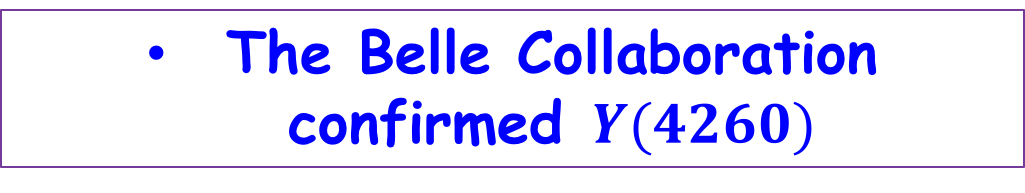 • The Belle Collaboration
confirmed Y(4260)